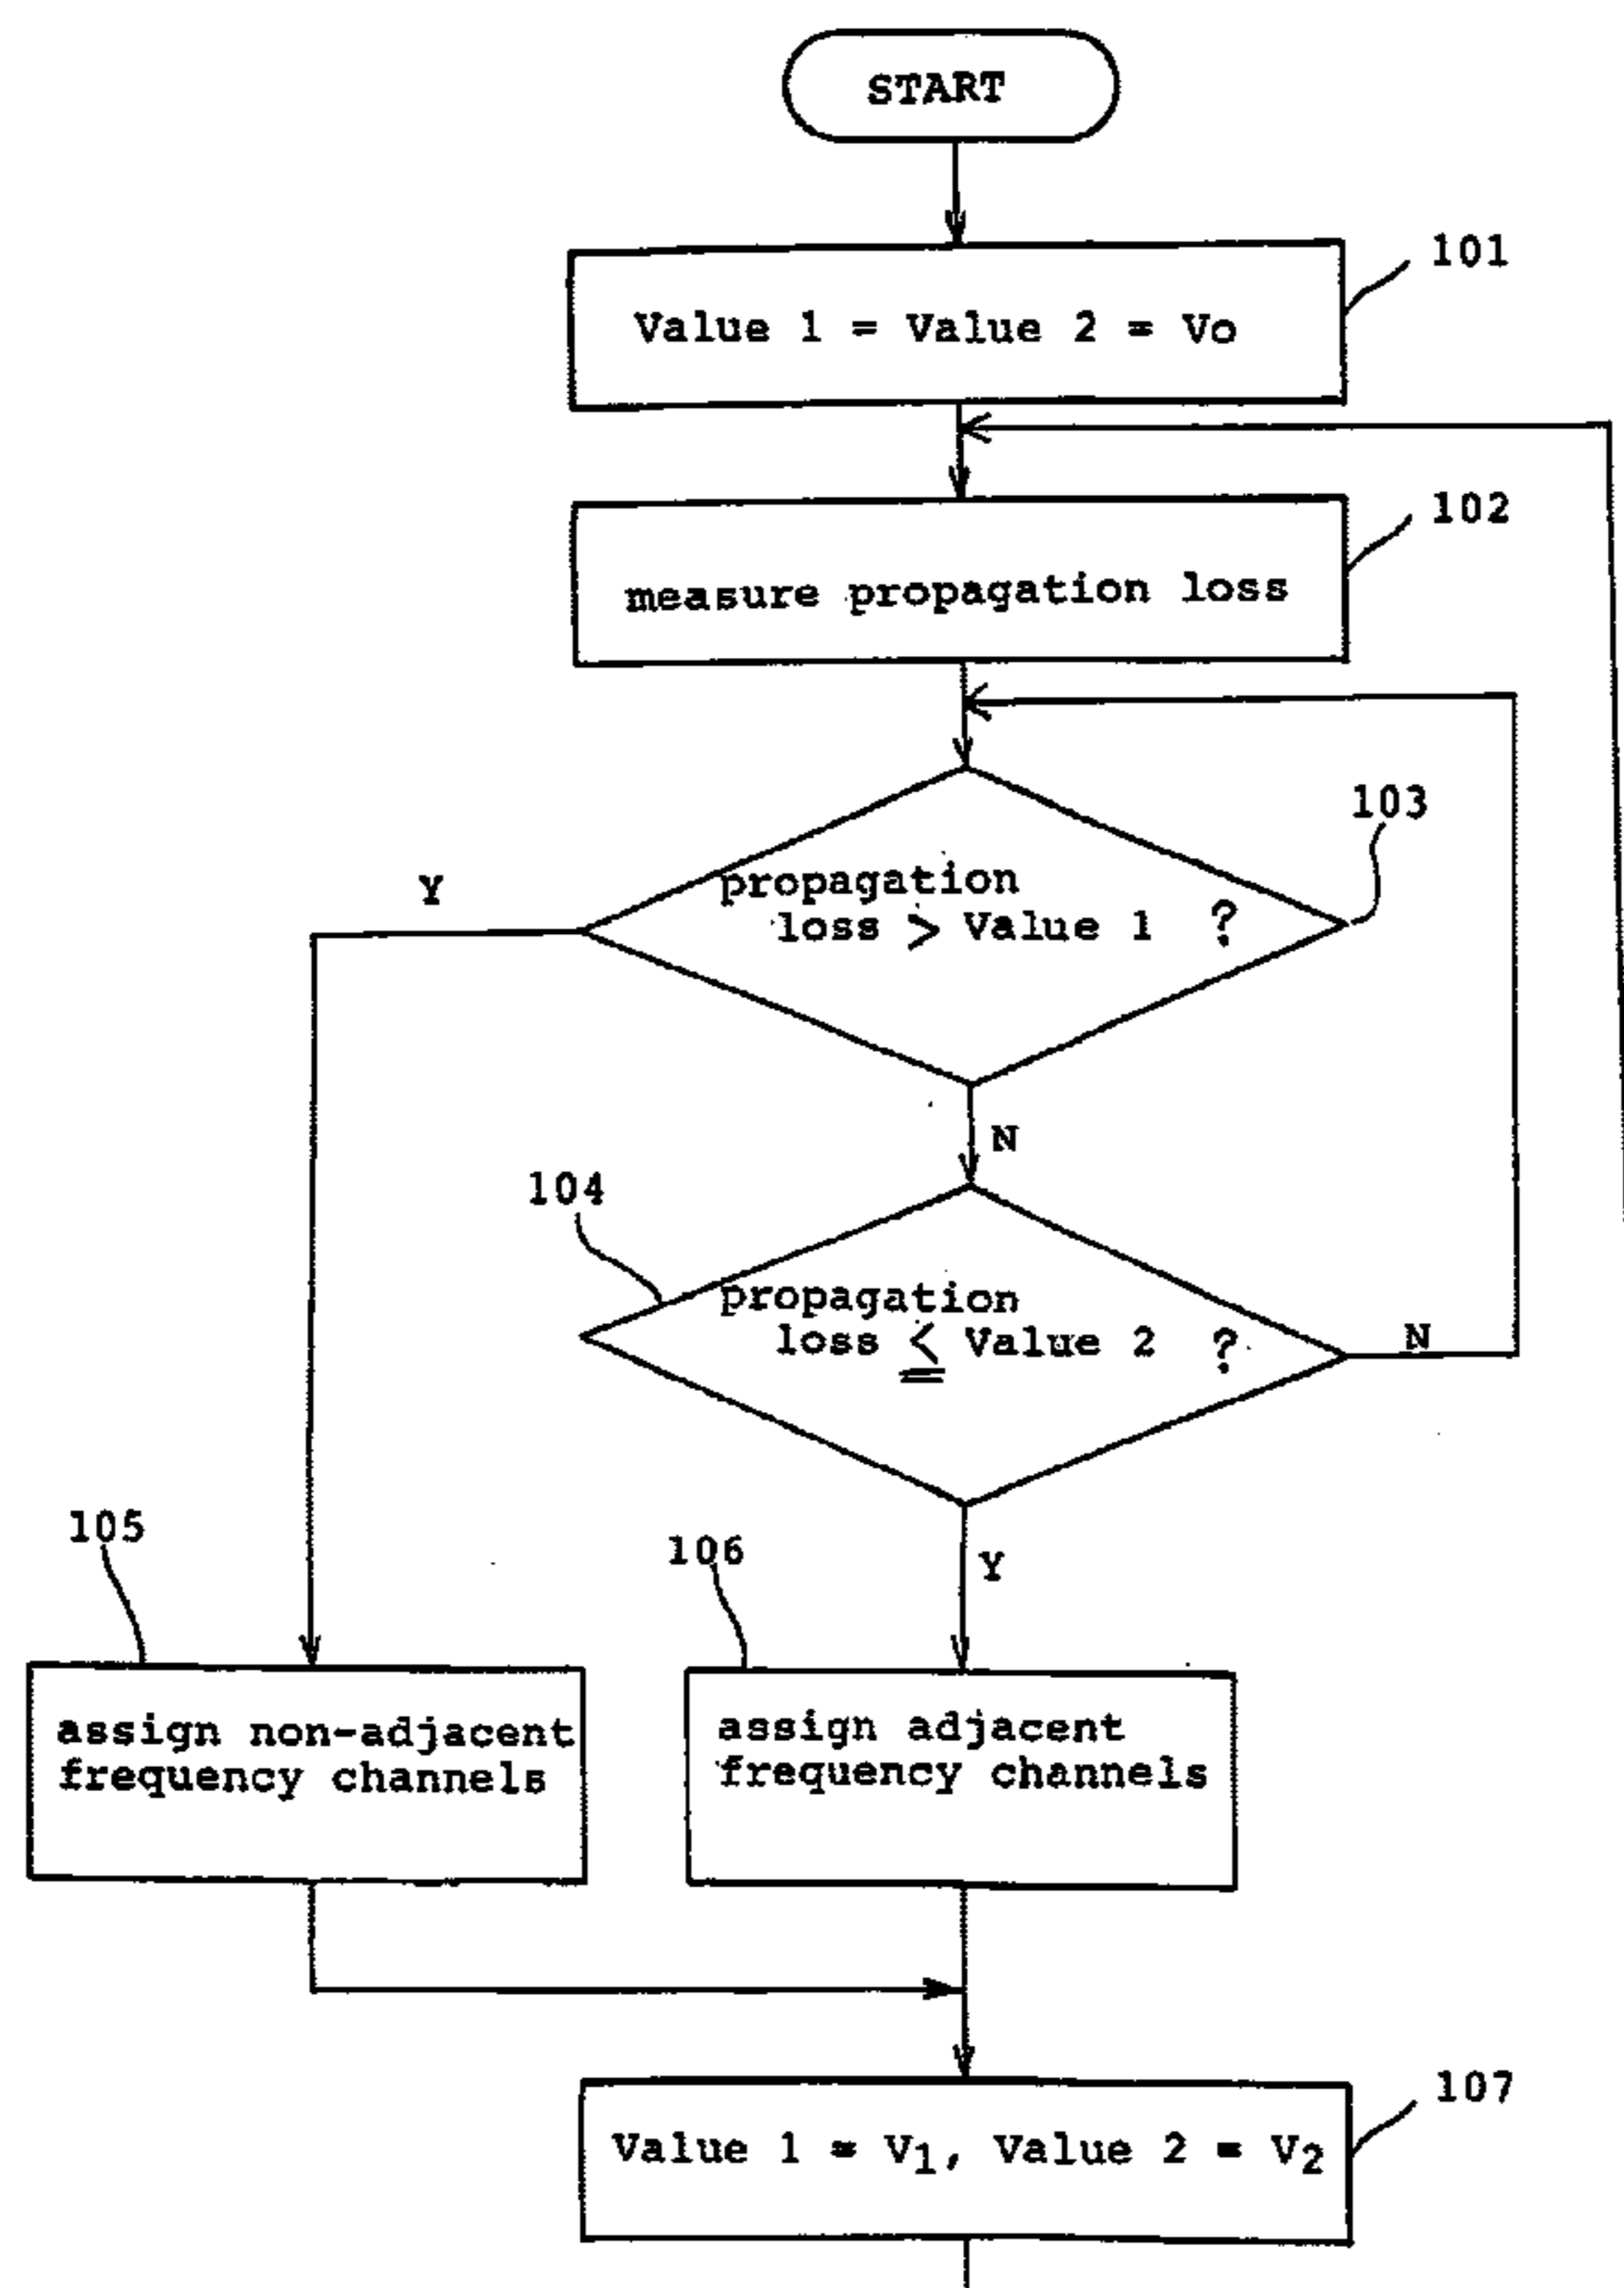 START
101
Value 1 = Value 2 = Vo
102
measure propagation loss
103
Y
propagation
loss > Value 1 ?
N
104
propagation
loss ≦ Value 2 ?
N
105
106
Y
assign non-adjacent
frequency channels
assign adjacent
frequency channels
107
Value 1 = V1, Value 2 = V2